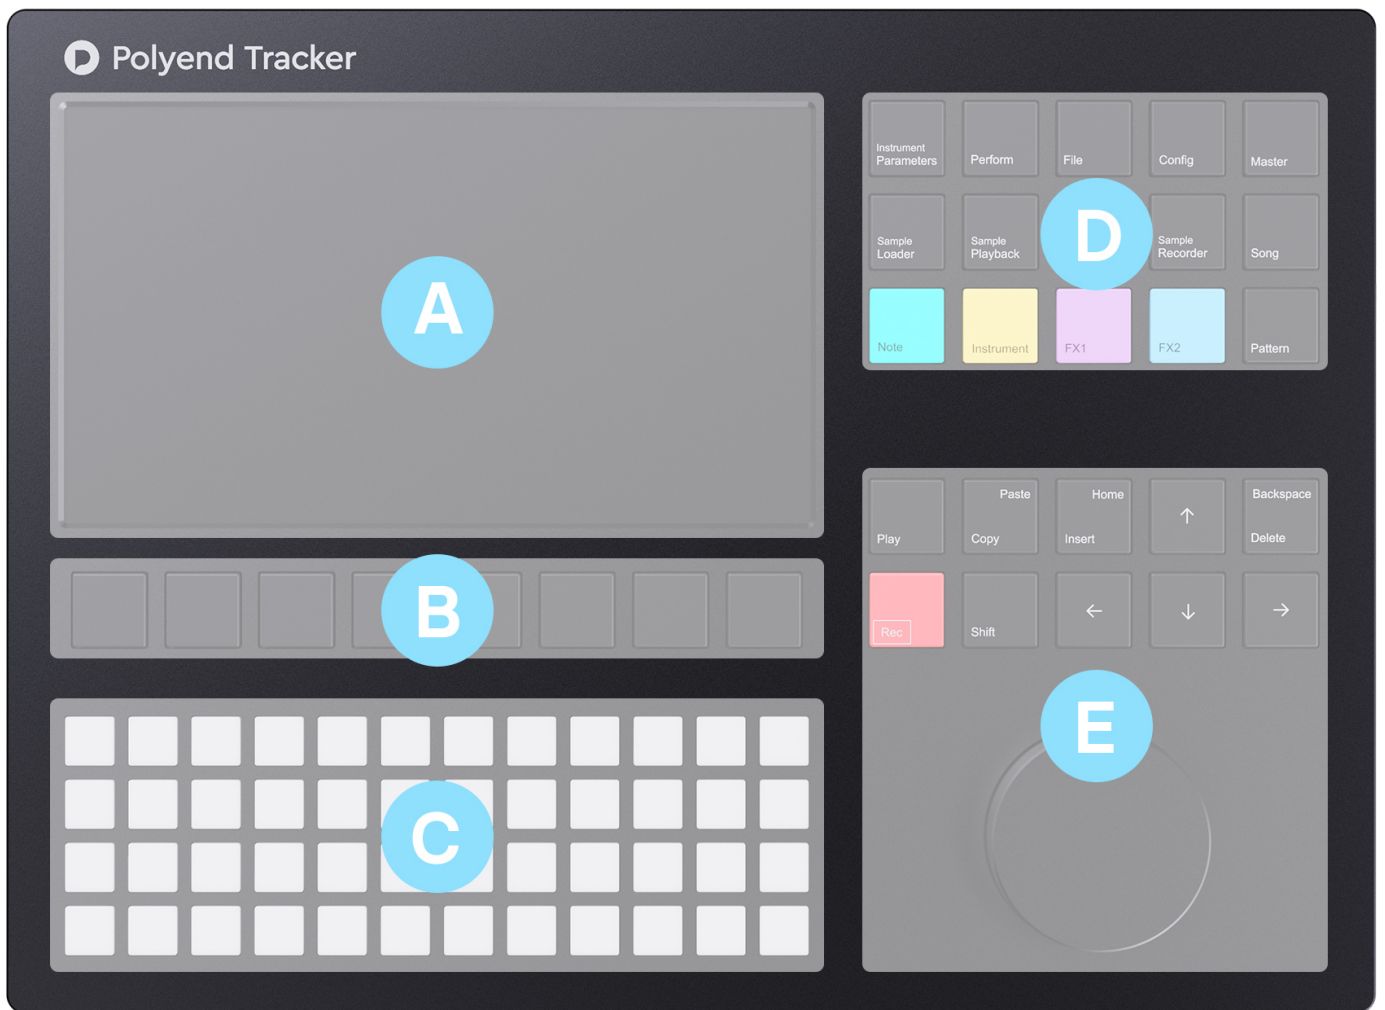 Polyend Tracker
A
Instrument
Parameters
Perform
File
Config
Master
Sample
Loader
Sample
Playback
D
Sample
Recorder
Song
Note
Instrument
FX1
FX2
Pattern
B
Play
Paste
Copy
Home
Insert
↑
Backspace
Delete
Rec
Shift
←
↓
→
C
E